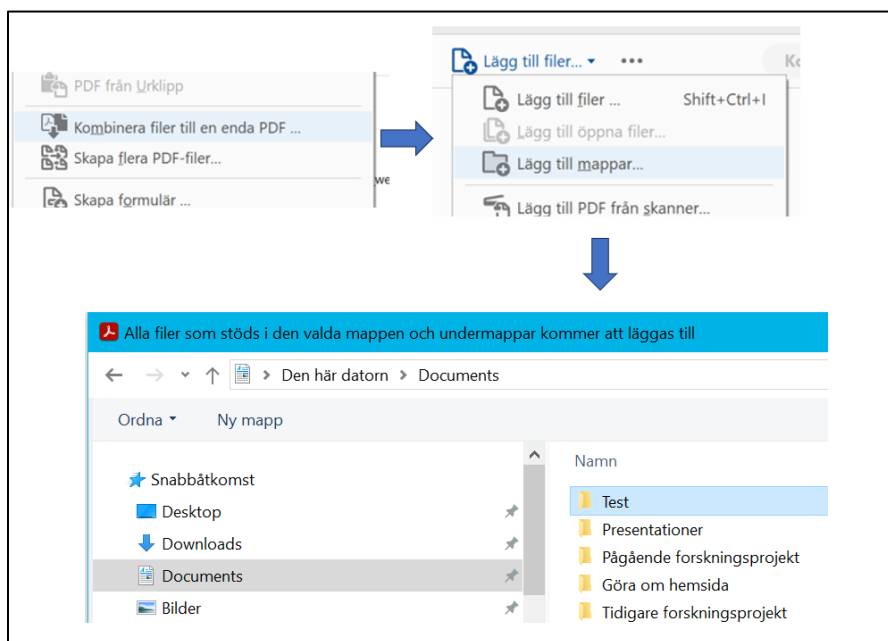 PDF från Urklipp
Kombinera filer till en enda PDF ...
Skapa flera PDF-filer...
Skapa formulär ...
we
Lägg till filer...
Lägg till filer ... Shift+Ctrl+I
Lägg till öppna filer...
Lägg till mappar...
Lägg till PDF från skanner...
Alla filer som stöds i den valda mappen och undermappar kommer att läggas till
Den här datorn > Documents
Ordna Ny mapp
Snabbåtkomst
Desktop
Downloads
Documents
Bilder
Namn
Test
Presentationer
Pågående forskningsprojekt
Göra om hemsida
Tidigare forskningsprojekt